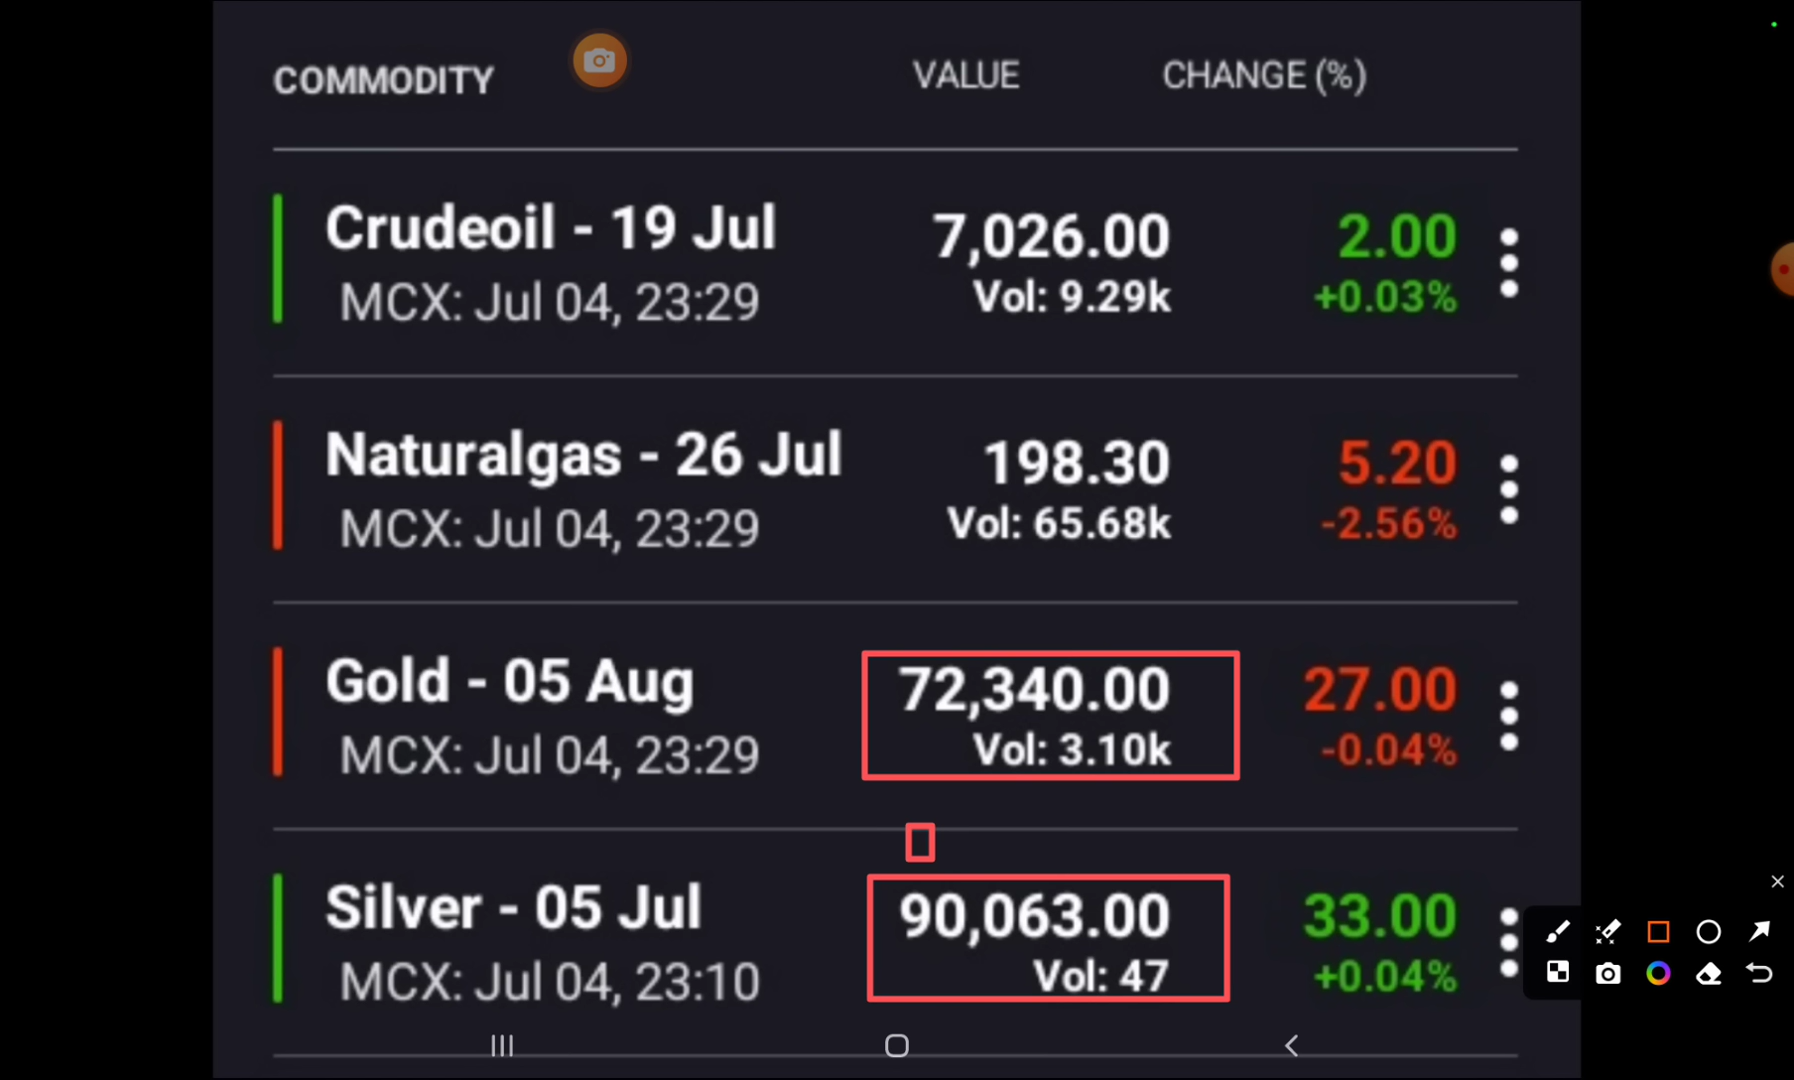 COMMODITY VALUE CHANGE (%)
Crudeoil - 19 Jul 7,026.00 2.00
MCX: Jul 04, 23:29 Vol: 9.29k +0.03%
Naturalgas - 26 Jul 198.30 5.20
MCX: Jul 04, 23:29 Vol: 65.68k -2.56%
Gold - 05 Aug 72,340.00 27.00
MCX: Jul 04, 23:29 Vol: 3.10k -0.04%
Silver - 05 Jul 90,063.00 33.00
MCX: Jul 04, 23:10 Vol: 47 +0.04%